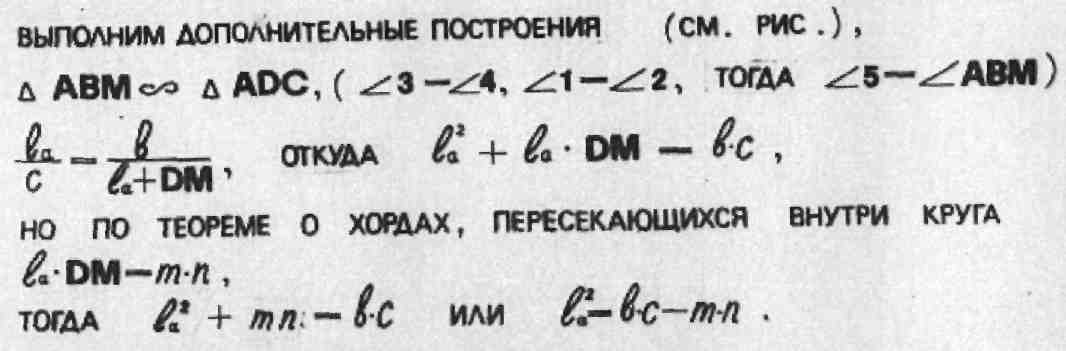 ВЫПОЛНИМ ДОПОЛНИТЕЛЬНЫЕ ПОСТРОЕНИЯ (СМ. РИС.),
Δ ABM ∽ Δ ADC, (∠3 — ∠4, ∠1 — ∠2, ТОГДА ∠5 — ∠ABM)
ℓₐ/c — в/(ℓₐ+DM), ОТКУДА ℓₐ² + ℓₐ · DM — в·c,
НО ПО ТЕОРЕМЕ О ХОРДАХ, ПЕРЕСЕКАЮЩИХСЯ ВНУТРИ КРУГА
ℓₐ·DM — m·n,
ТОГДА ℓₐ² + mn — в·c ИЛИ ℓₐ² — в·c — m·n.